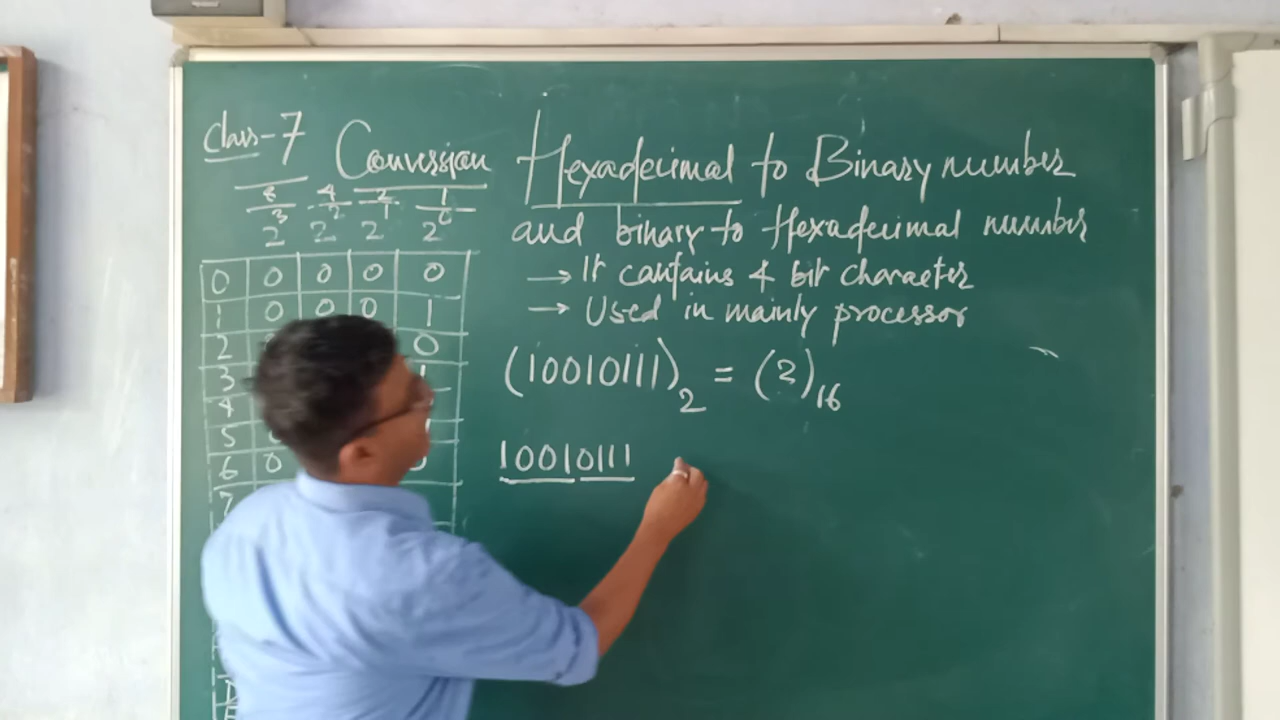 Class-7 Conversion Hexadecimal to Binary number
and binary to Hexadecimal number
→ It contains 4 bit character
→ Used in mainly processor
(10010111)₂ = (?)₁₆
10010111
8 4 2 1
2³ 2² 2¹ 2⁰
0 0 0 0 0
1 0 0 0 1
2 0
3 1
4
5
6 0
7